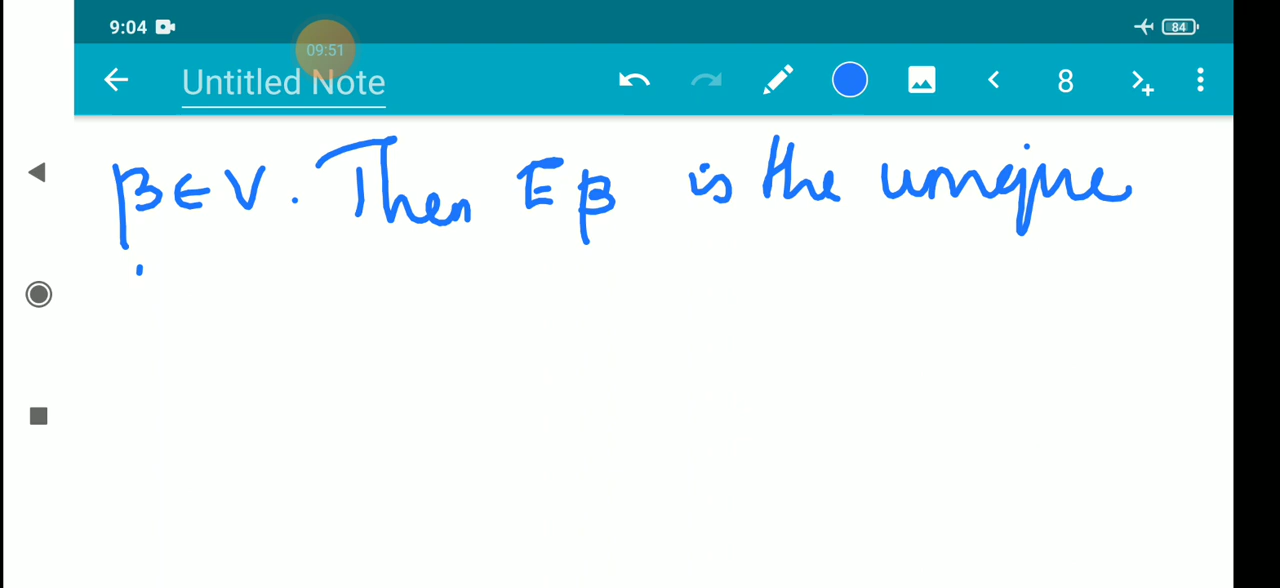 9:04 84
09:51
Untitled Note 8
β ∈ V. Then Eβ is the unique